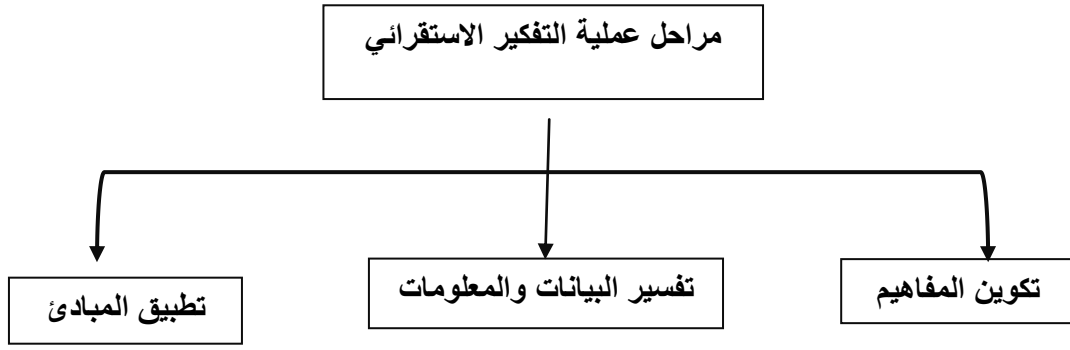 مراحل عملية التفكير الاستقرائي
تكوين المفاهيم
تفسير البيانات والمعلومات
تطبيق المبادئ